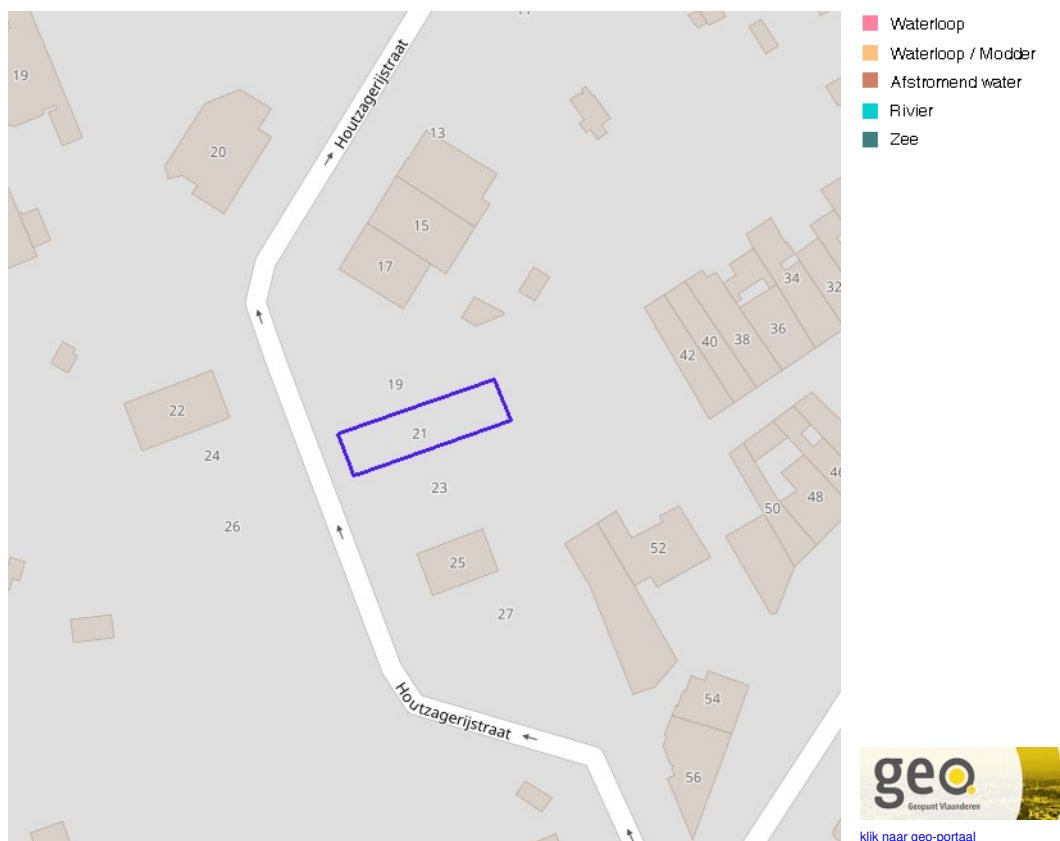 Waterloop
Waterloop / Modder
Afstromend water
Rivier
Zee
19
20
Houtzagerijstraat
13
15
17
34
32
36
38
40
42
19
22
21
24
46
23
48
50
26
52
25
27
54
Houtzagerijstraat
56
geo
Geopunt Vlaanderen
klik naar geo-portaal